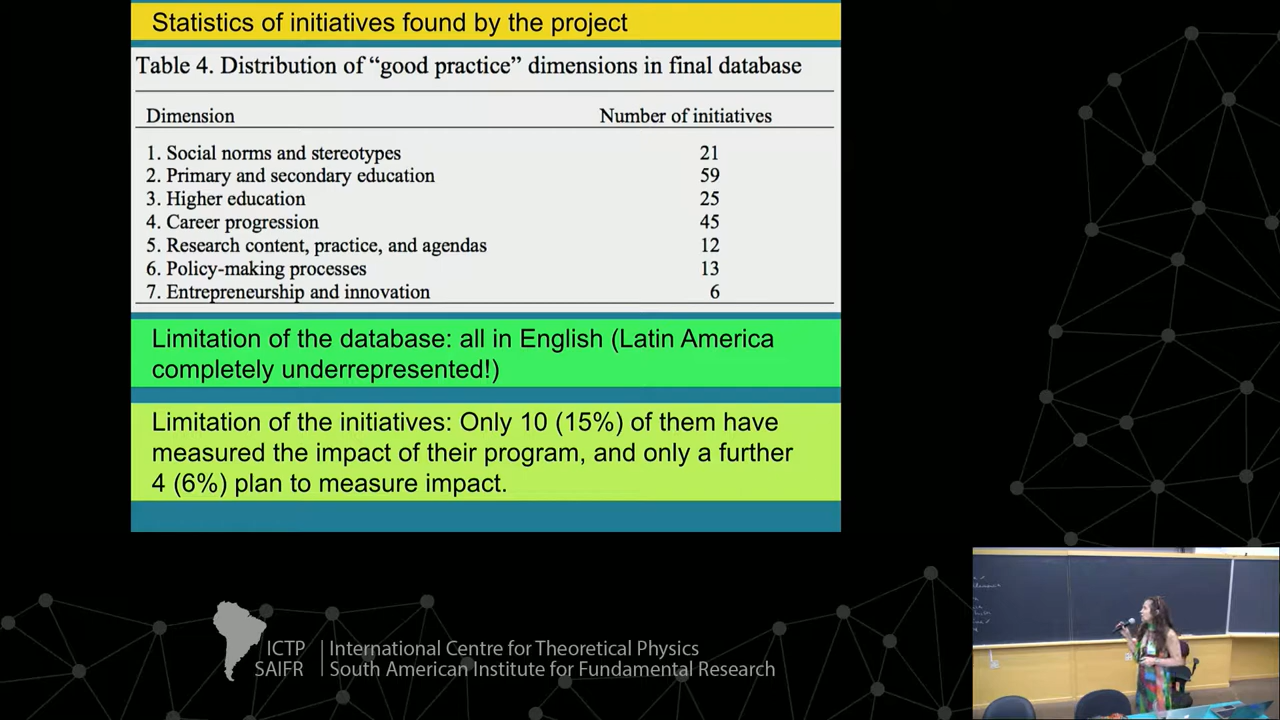 Statistics of initiatives found by the project
Table 4. Distribution of “good practice” dimensions in final database
Dimension Number of initiatives
1. Social norms and stereotypes 21
2. Primary and secondary education 59
3. Higher education 25
4. Career progression 45
5. Research content, practice, and agendas 12
6. Policy-making processes 13
7. Entrepreneurship and innovation 6
Limitation of the database: all in English (Latin America
completely underrepresented!)
Limitation of the initiatives: Only 10 (15%) of them have
measured the impact of their program, and only a further
4 (6%) plan to measure impact.
ICTP International Centre for Theoretical Physics
SAIFR South American Institute for Fundamental Research